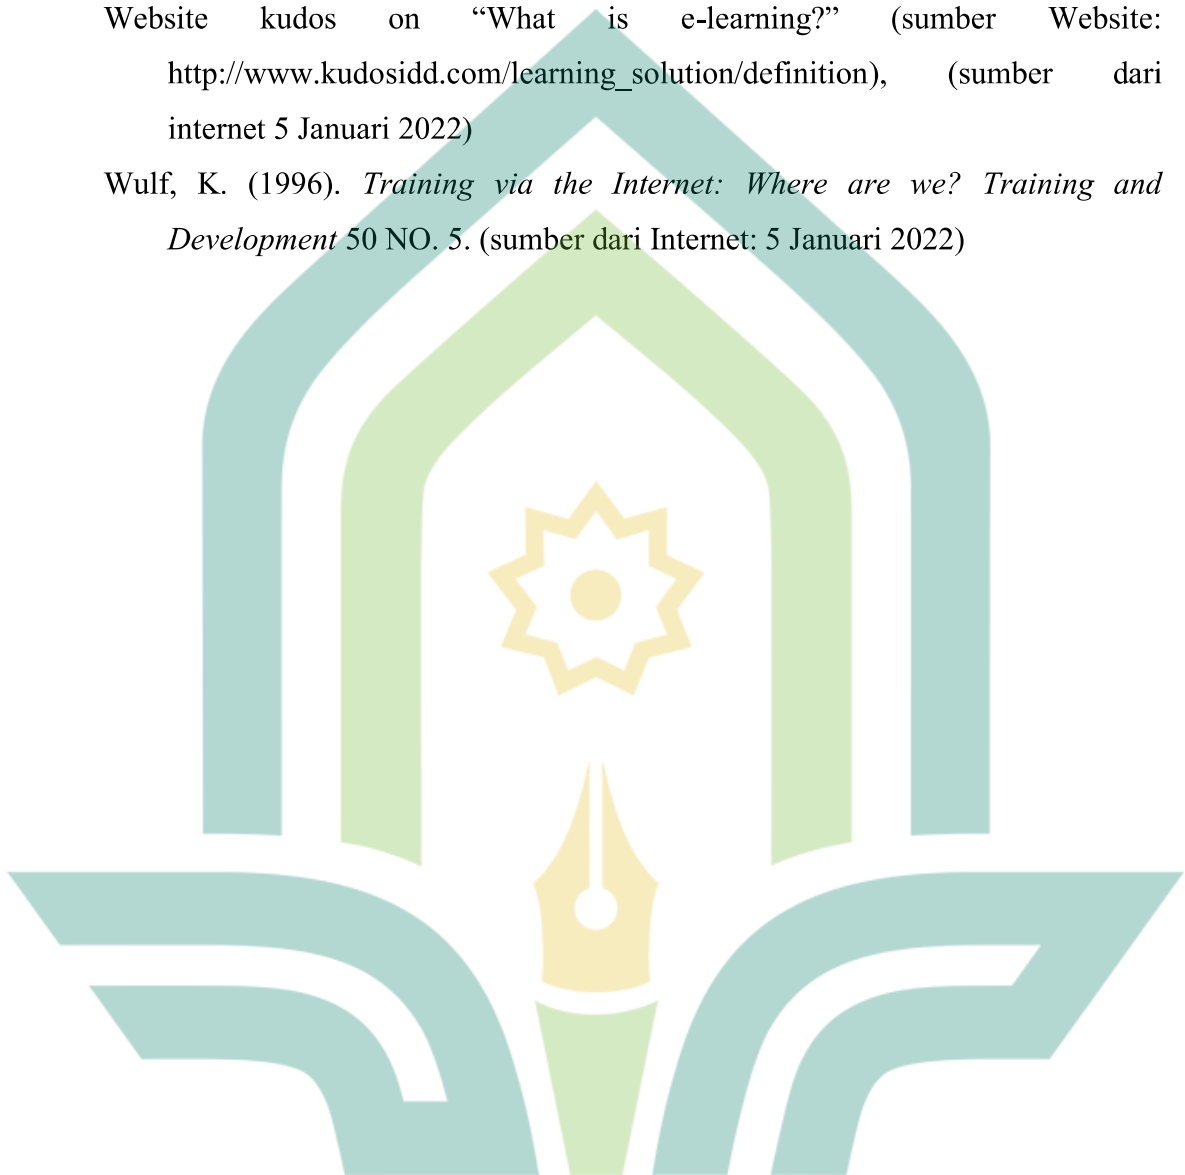 Website kudos on “What is e-learning?” (sumber Website:
http://www.kudosidd.com/learning_solution/definition), (sumber dari
internet 5 Januari 2022)
Wulf, K. (1996). Training via the Internet: Where are we? Training and
Development 50 NO. 5. (sumber dari Internet: 5 Januari 2022)